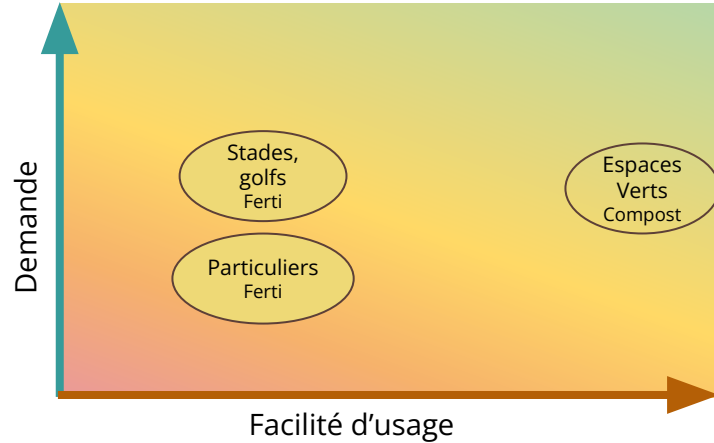 Demande
Stades,
golfs
Ferti
Particuliers
Ferti
Espaces
Verts
Compost
Facilité d’usage